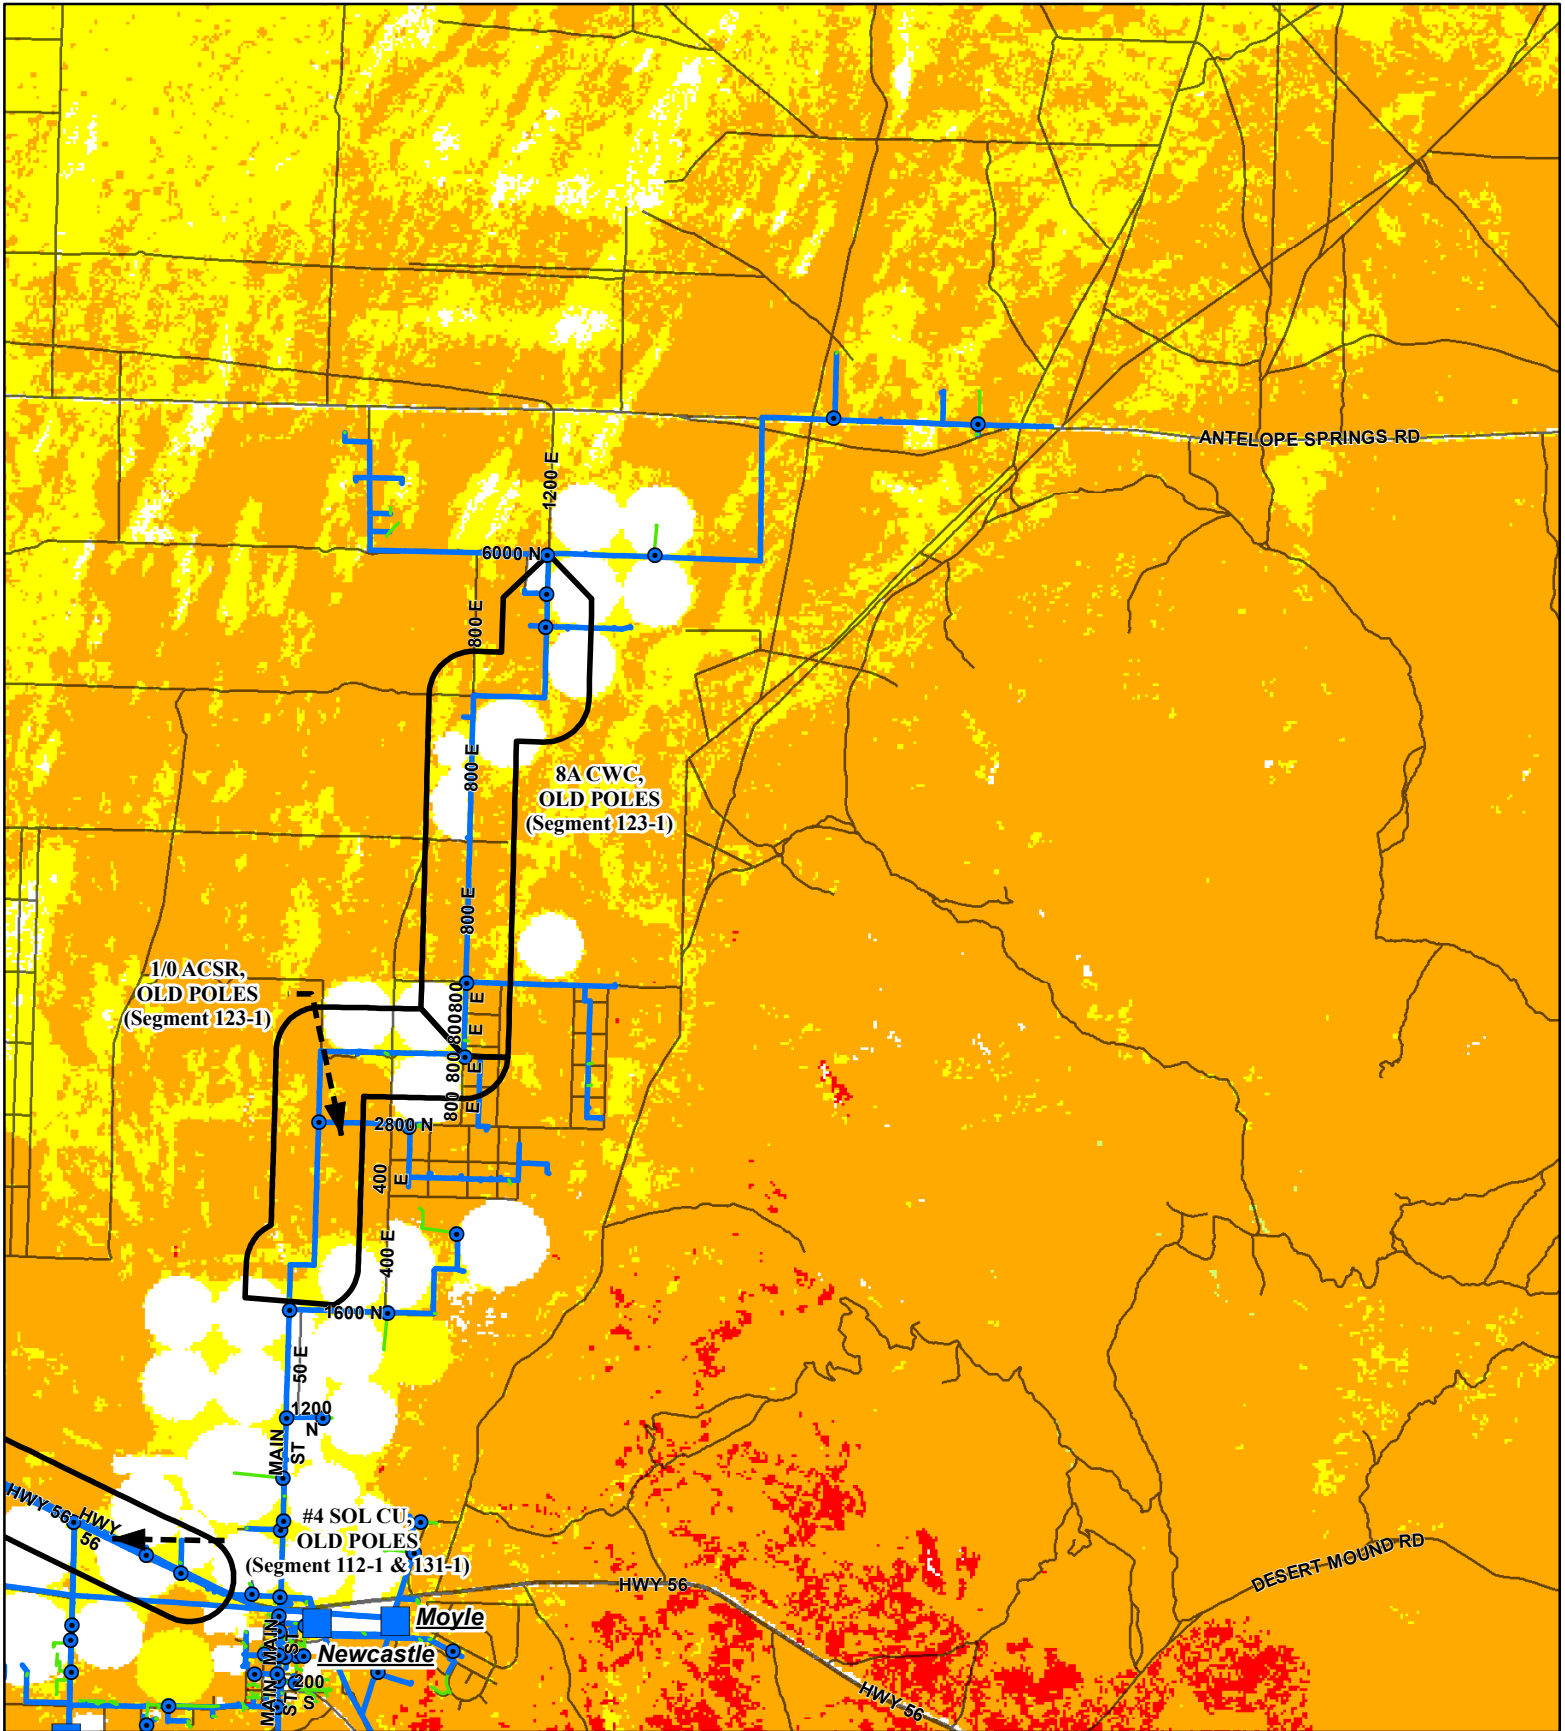 ANTELOPE SPRINGS RD
1200 E
6000 N
800 E
800 E
8A CWC,
OLD POLES
(Segment 123-1)
800 E
1/0 ACSR,
OLD POLES
(Segment 123-1)
800
E
800
E
800
E
800
E
2800 N
400
E
400 E
1600 N
50 E
1200
N
MAIN
ST
HWY 56
HWY
56
#4 SOL CU,
OLD POLES
(Segment 112-1 & 131-1)
HWY 56
DESERT MOUND RD
Moyle
Newcastle
MAIN
ST
MAIN
ST
200
S
HWY 56